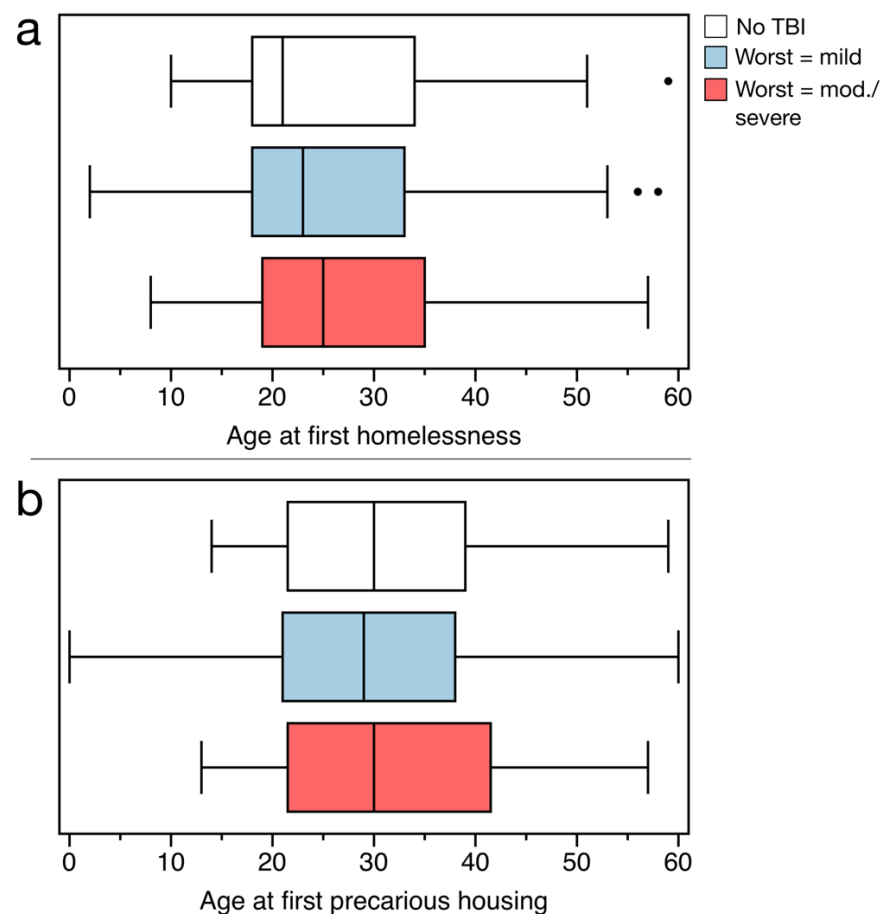 a
No TBI
Worst = mild
Worst = mod./
severe
0 10 20 30 40 50 60
Age at first homelessness
b
0 10 20 30 40 50 60
Age at first precarious housing